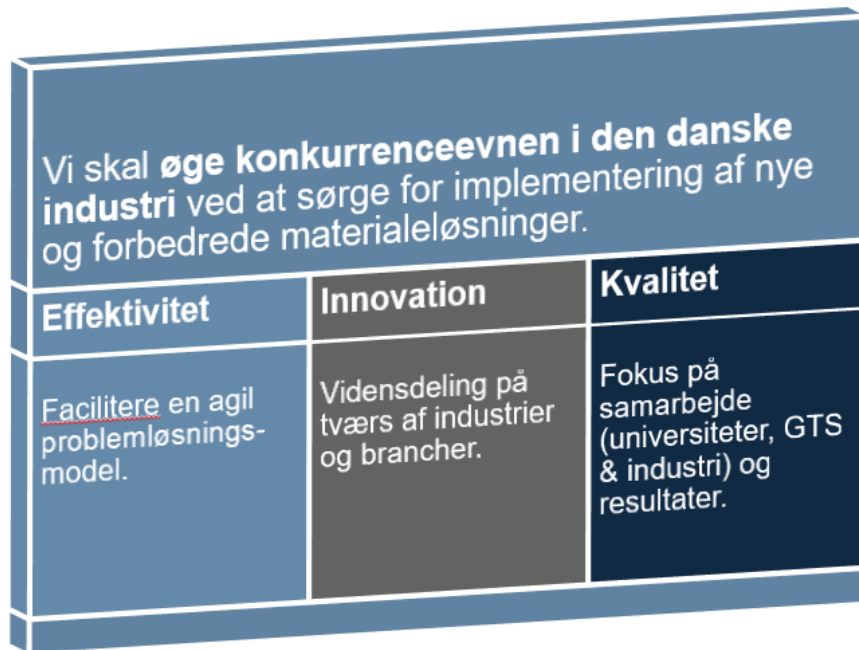 Vi skal øge konkurrenceevnen i den danske
industri ved at sørge for implementering af nye
og forbedrede materialeløsninger.
Effektivitet
Facilitere en agil
problemløsnings-
model.
Innovation
Vidensdeling på
tværs af industrier
og brancher.
Kvalitet
Fokus på
samarbejde
(universiteter, GTS
& industri) og
resultater.